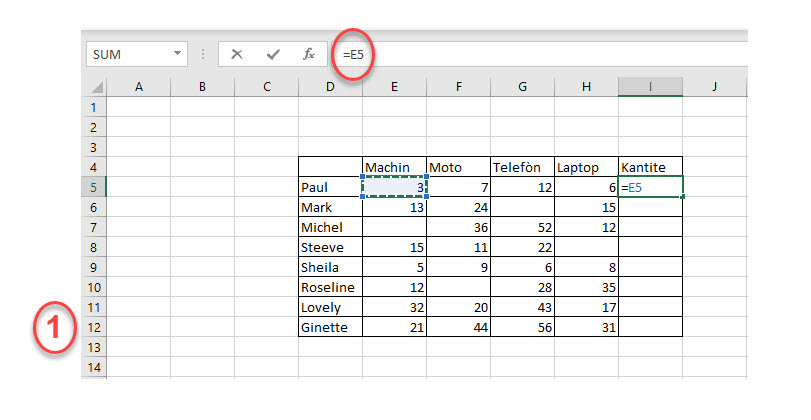 SUM fx =E5
A B C D E F G H I J
1
2
3
4 Machin Moto Telefòn Laptop Kantite
5 Paul 3 7 12 6 =E5
6 Mark 13 24 15
7 Michel 36 52 12
8 Steeve 15 11 22
9 Sheila 5 9 6 8
10 Roseline 12 28 35
11 Lovely 32 20 43 17
12 Ginette 21 44 56 31
13
14
1